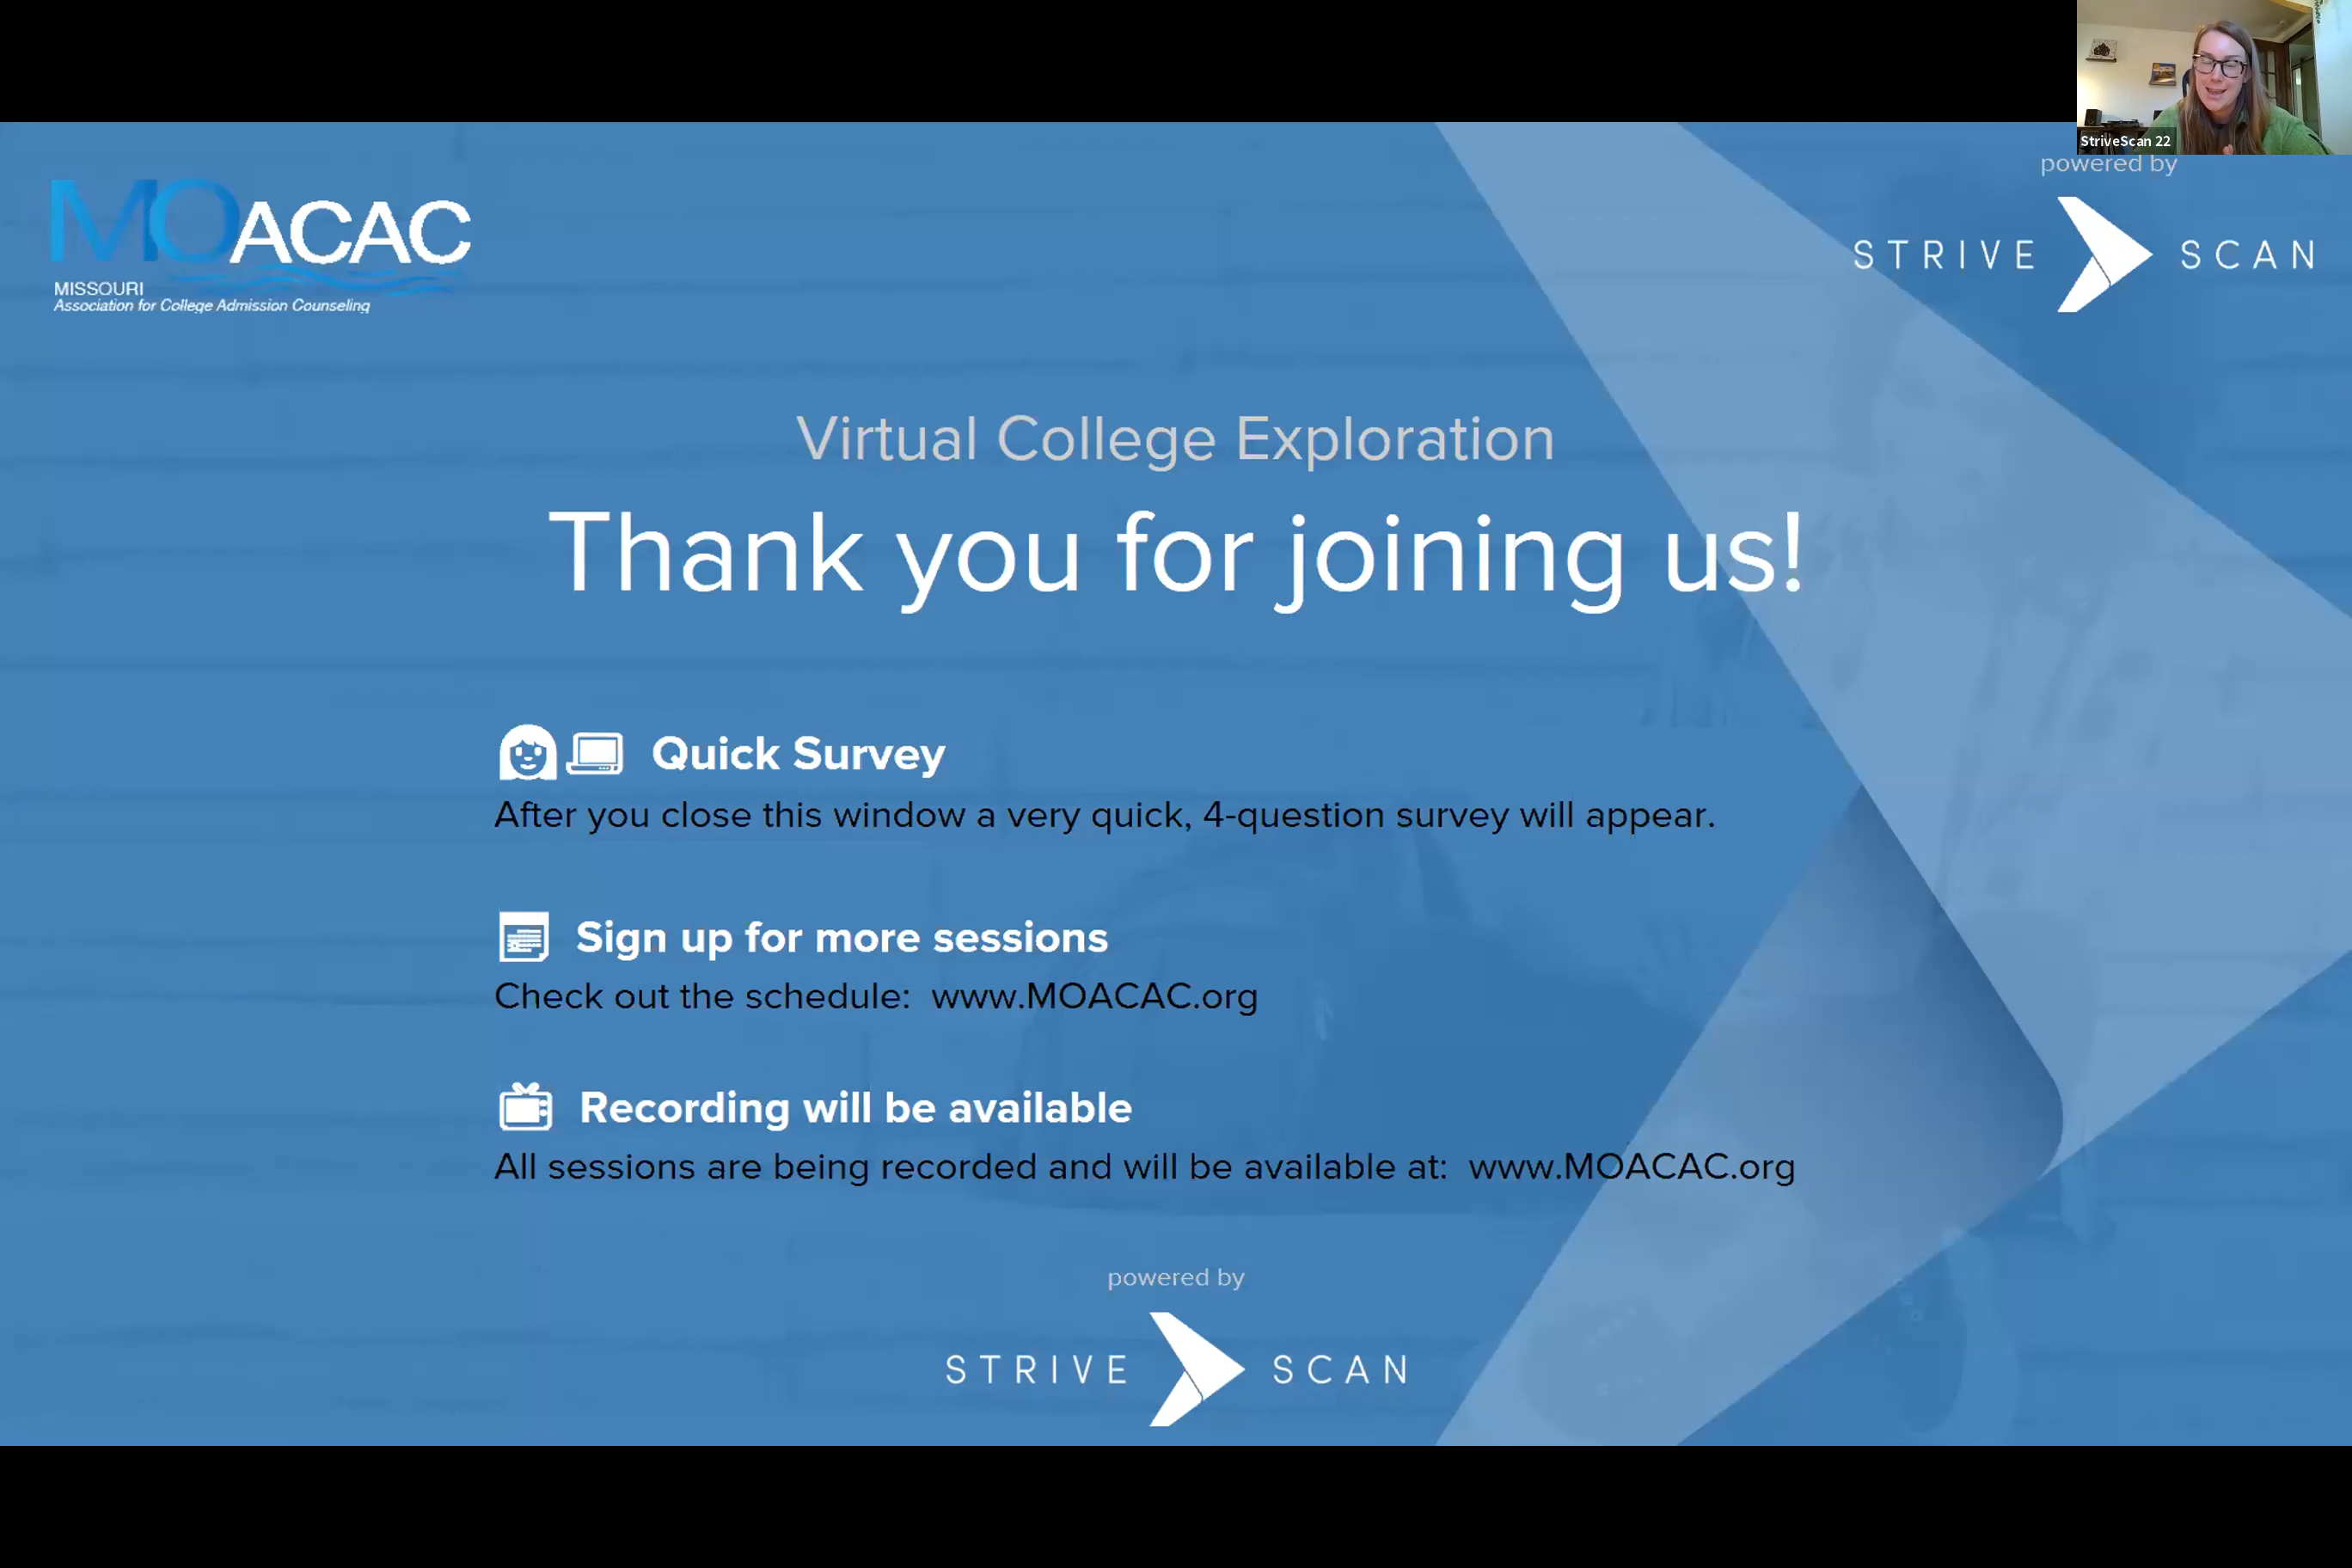 StriveScan 22
MOACAC
MISSOURI
Association for College Admission Counseling
powered by
STRIVE SCAN
Virtual College Exploration
Thank you for joining us!
Quick Survey
After you close this window a very quick, 4-question survey will appear.
Sign up for more sessions
Check out the schedule: www.MOACAC.org
Recording will be available
All sessions are being recorded and will be available at: www.MOACAC.org
powered by
STRIVE SCAN